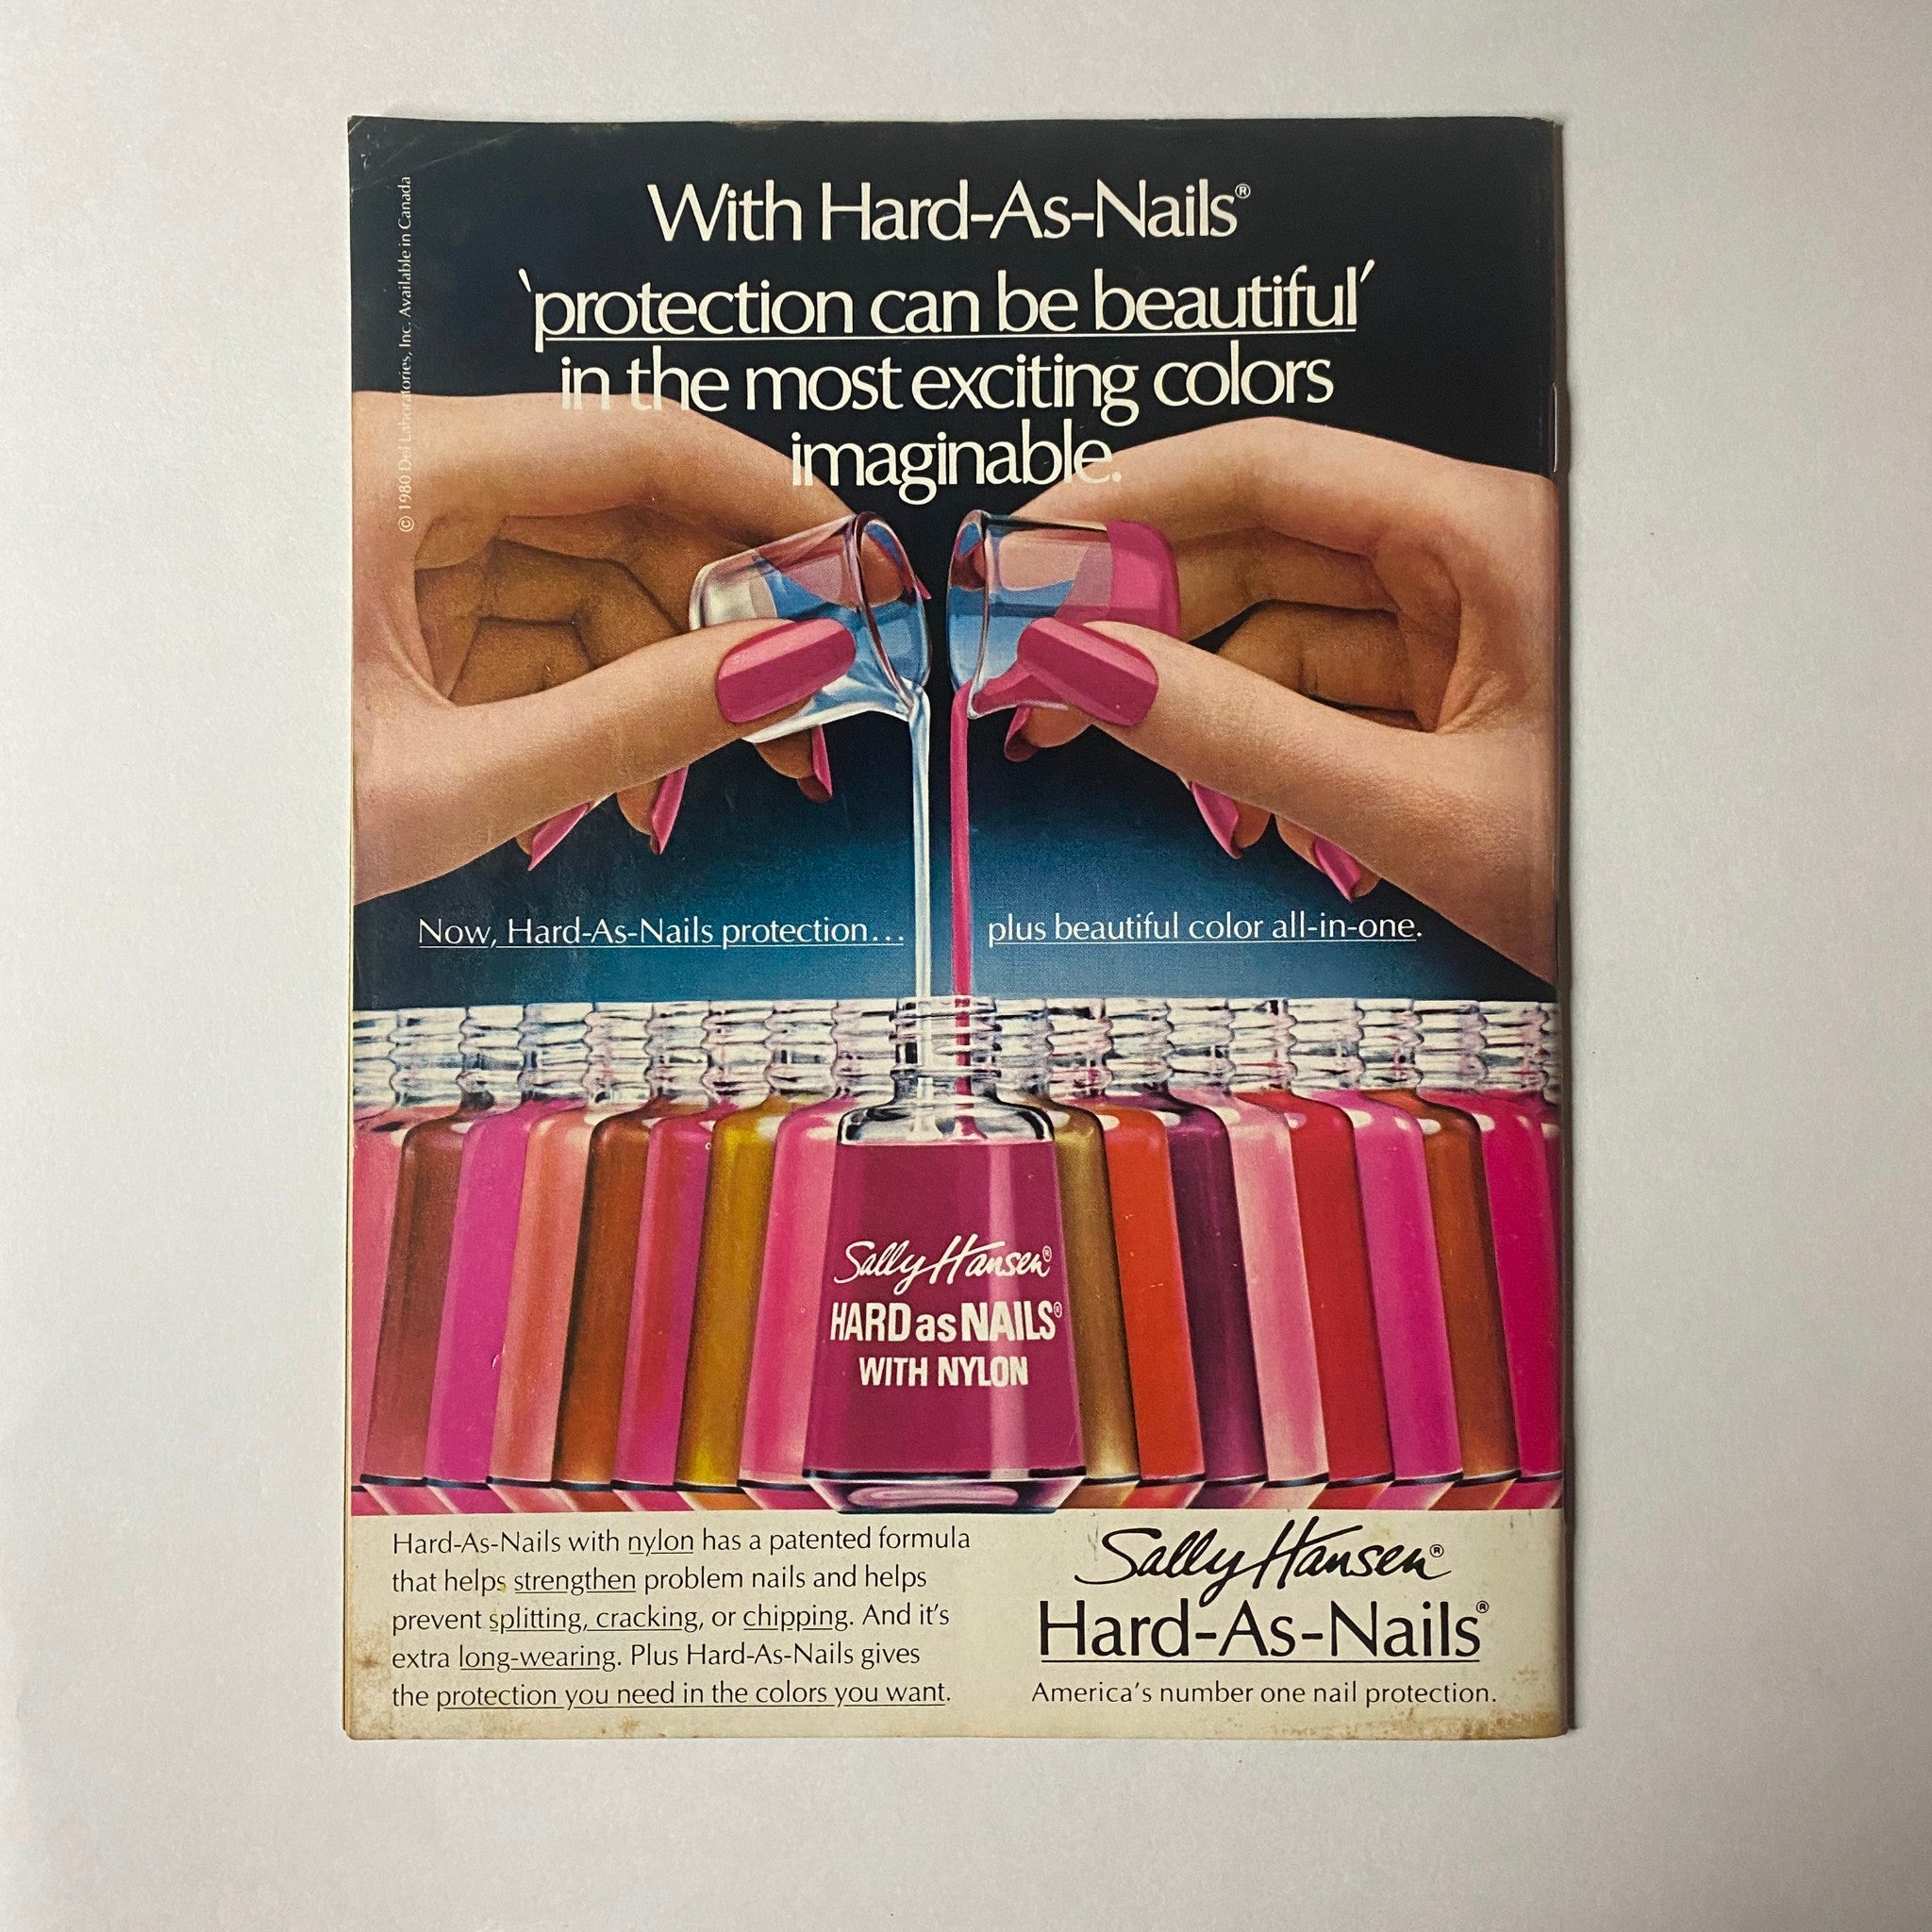 © 1980 Del Laboratories, Inc. Available in Canada
With Hard-As-Nails®
'protection can be beautiful'
in the most exciting colors
imaginable.
Now, Hard-As-Nails protection... plus beautiful color all-in-one.
Sally Hansen®
HARD as NAILS®
WITH NYLON
Hard-As-Nails with nylon has a patented formula
that helps strengthen problem nails and helps
prevent splitting, cracking, or chipping. And it's
extra long-wearing. Plus Hard-As-Nails gives
the protection you need in the colors you want.
Sally Hansen®
Hard-As-Nails®
America's number one nail protection.